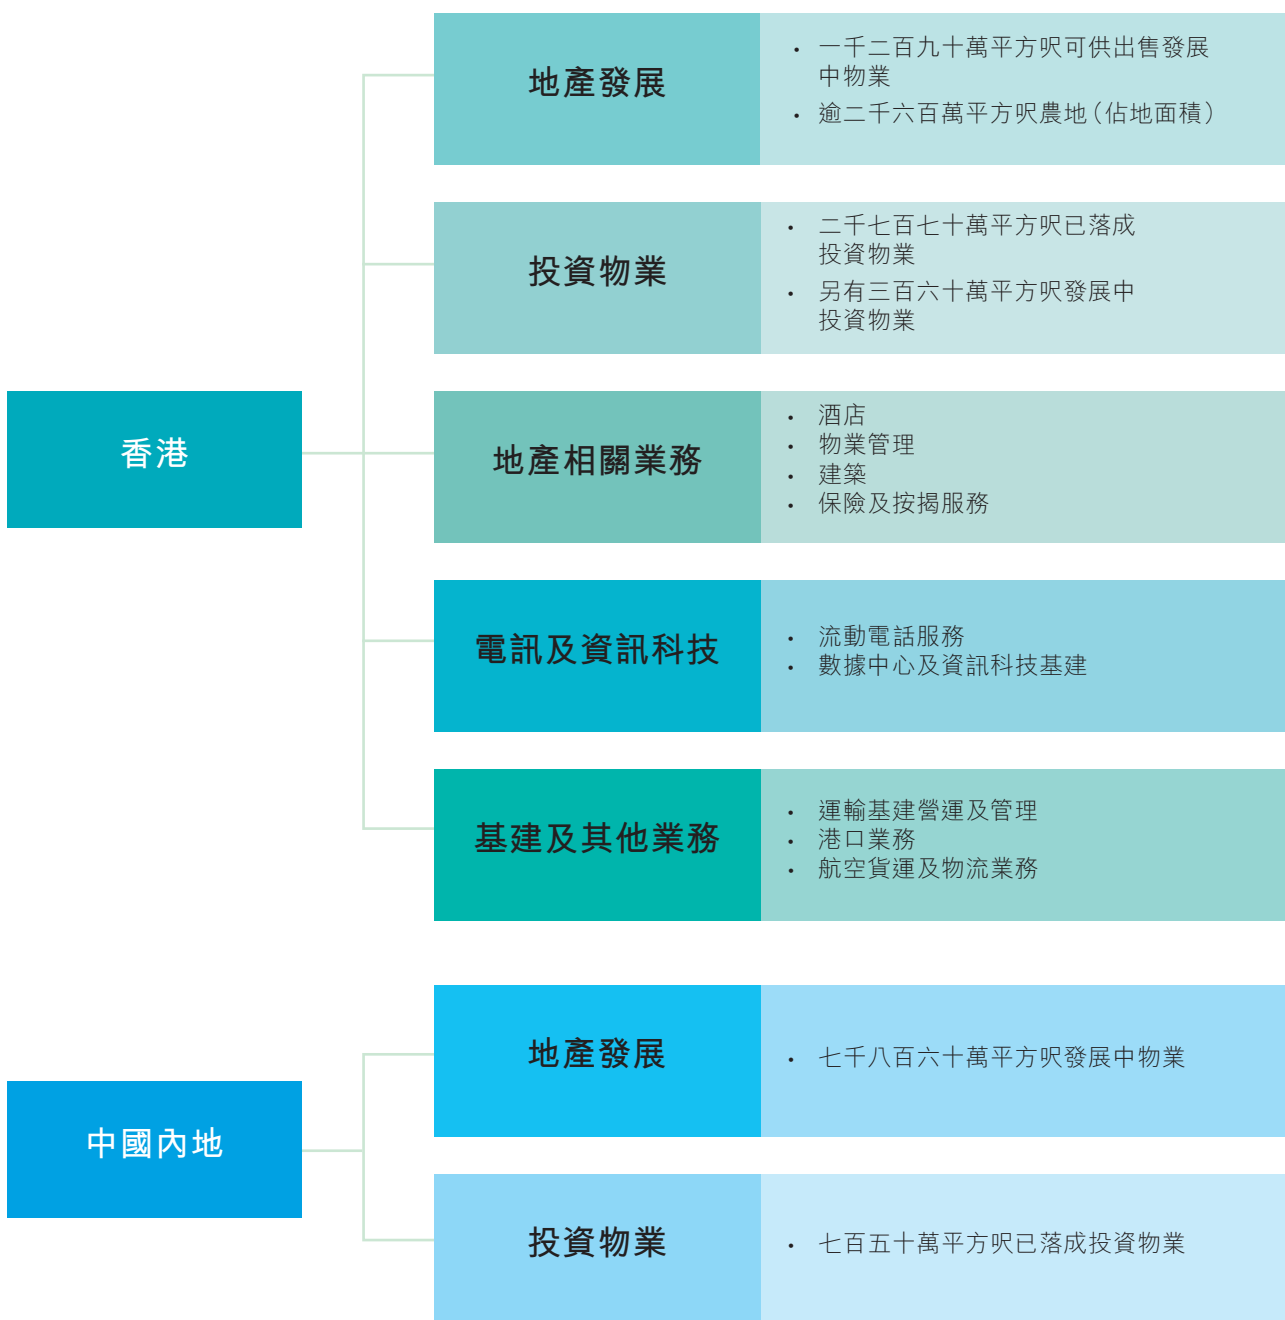 香港
地產發展
• 一千二百九十萬平方呎可供出售發展
中物業
• 逾二千六百萬平方呎農地（佔地面積）
投資物業
• 二千七百七十萬平方呎已落成
投資物業
• 另有三百六十萬平方呎發展中
投資物業
地產相關業務
• 酒店
• 物業管理
• 建築
• 保險及按揭服務
電訊及資訊科技
• 流動電話服務
• 數據中心及資訊科技基建
基建及其他業務
• 運輸基建營運及管理
• 港口業務
• 航空貨運及物流業務
中國內地
地產發展
• 七千八百六十萬平方呎發展中物業
投資物業
• 七百五十萬平方呎已落成投資物業